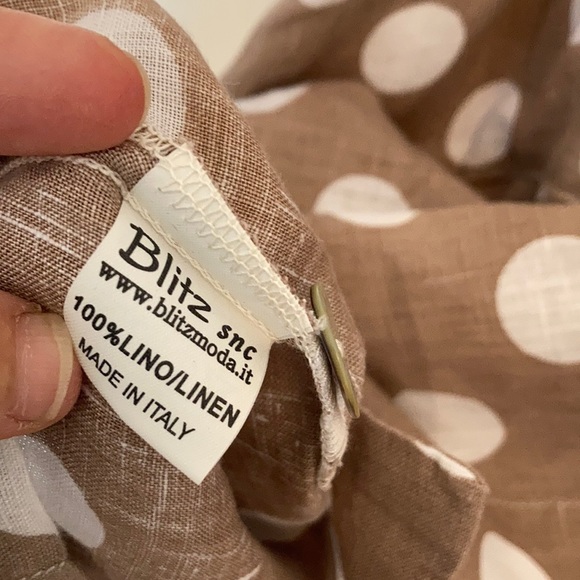 Blitz snc
www.blitzmoda.it
100%LINO/LINEN
MADE IN ITALY